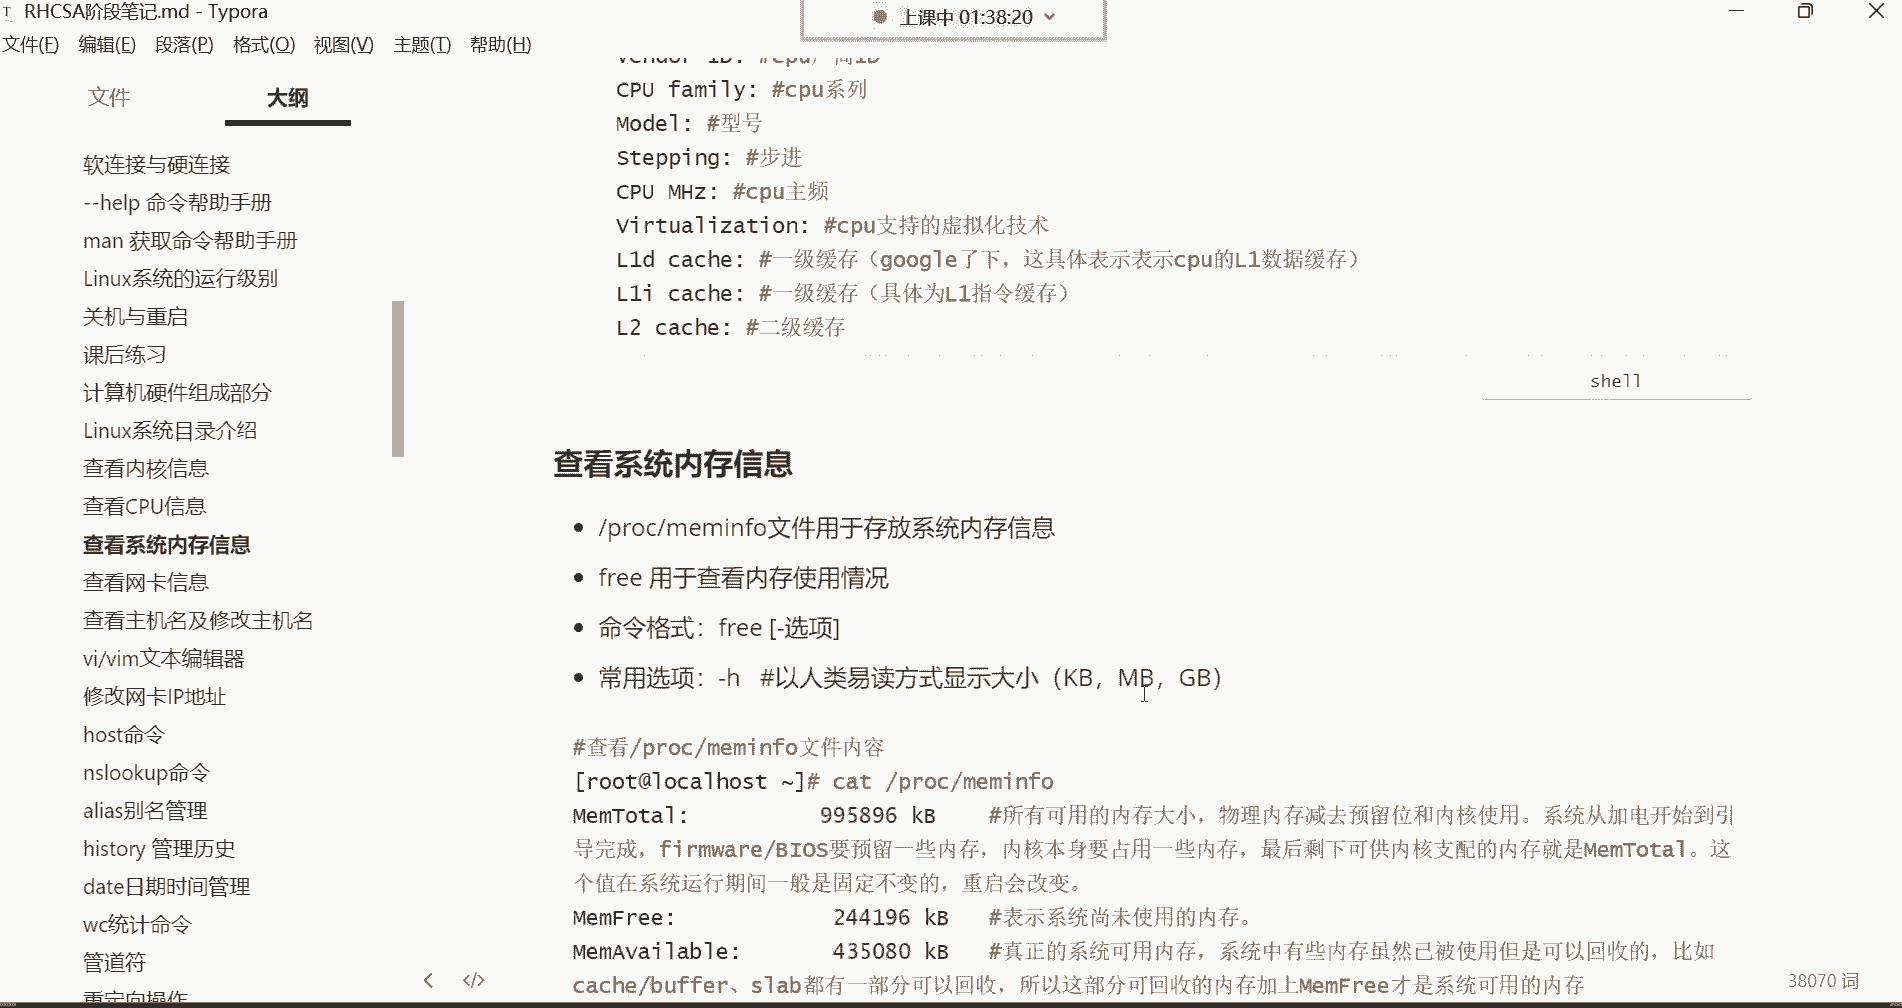 RHCSA阶段笔记.md - Typora
上课中 01:38:20
文件(F) 编辑(E) 段落(P) 格式(O) 视图(V) 主题(T) 帮助(H)
文件 大纲
软连接与硬连接
--help 命令帮助手册
man 获取命令帮助手册
Linux系统的运行级别
关机与重启
课后练习
计算机硬件组成部分
Linux系统目录介绍
查看内核信息
查看CPU信息
查看系统内存信息
查看网卡信息
查看主机名及修改主机名
vi/vim文本编辑器
修改网卡IP地址
host命令
nslookup命令
alias别名管理
history 管理历史
date日期时间管理
wc统计命令
管道符
重定向操作
CPU family: #cpu系列
Model: #型号
Stepping: #步进
CPU MHz: #cpu主频
Virtualization: #cpu支持的虚拟化技术
L1d cache: #一级缓存（google了下，这具体表示表示cpu的L1数据缓存）
L1i cache: #一级缓存（具体为L1指令缓存）
L2 cache: #二级缓存
shell
查看系统内存信息
/proc/meminfo文件用于存放系统内存信息
free 用于查看内存使用情况
命令格式：free [-选项]
常用选项：-h #以人类易读方式显示大小（KB，MB，GB）
#查看/proc/meminfo文件内容
[root@localhost ~]# cat /proc/meminfo
MemTotal: 995896 kB #所有可用的内存大小，物理内存减去预留位和内核使用。系统从加电开始到引
导完成，firmware/BIOS要预留一些内存，内核本身要占用一些内存，最后剩下可供内核支配的内存就是MemTotal。这
个值在系统运行期间一般是固定不变的，重启会改变。
MemFree: 244196 kB #表示系统尚未使用的内存。
MemAvailable: 435080 kB #真正的系统可用内存，系统中有些内存虽然已被使用但是可以回收的，比如
cache/buffer、slab都有一部分可以回收，所以这部分可回收的内存加上MemFree才是系统可用的内存
38070 词